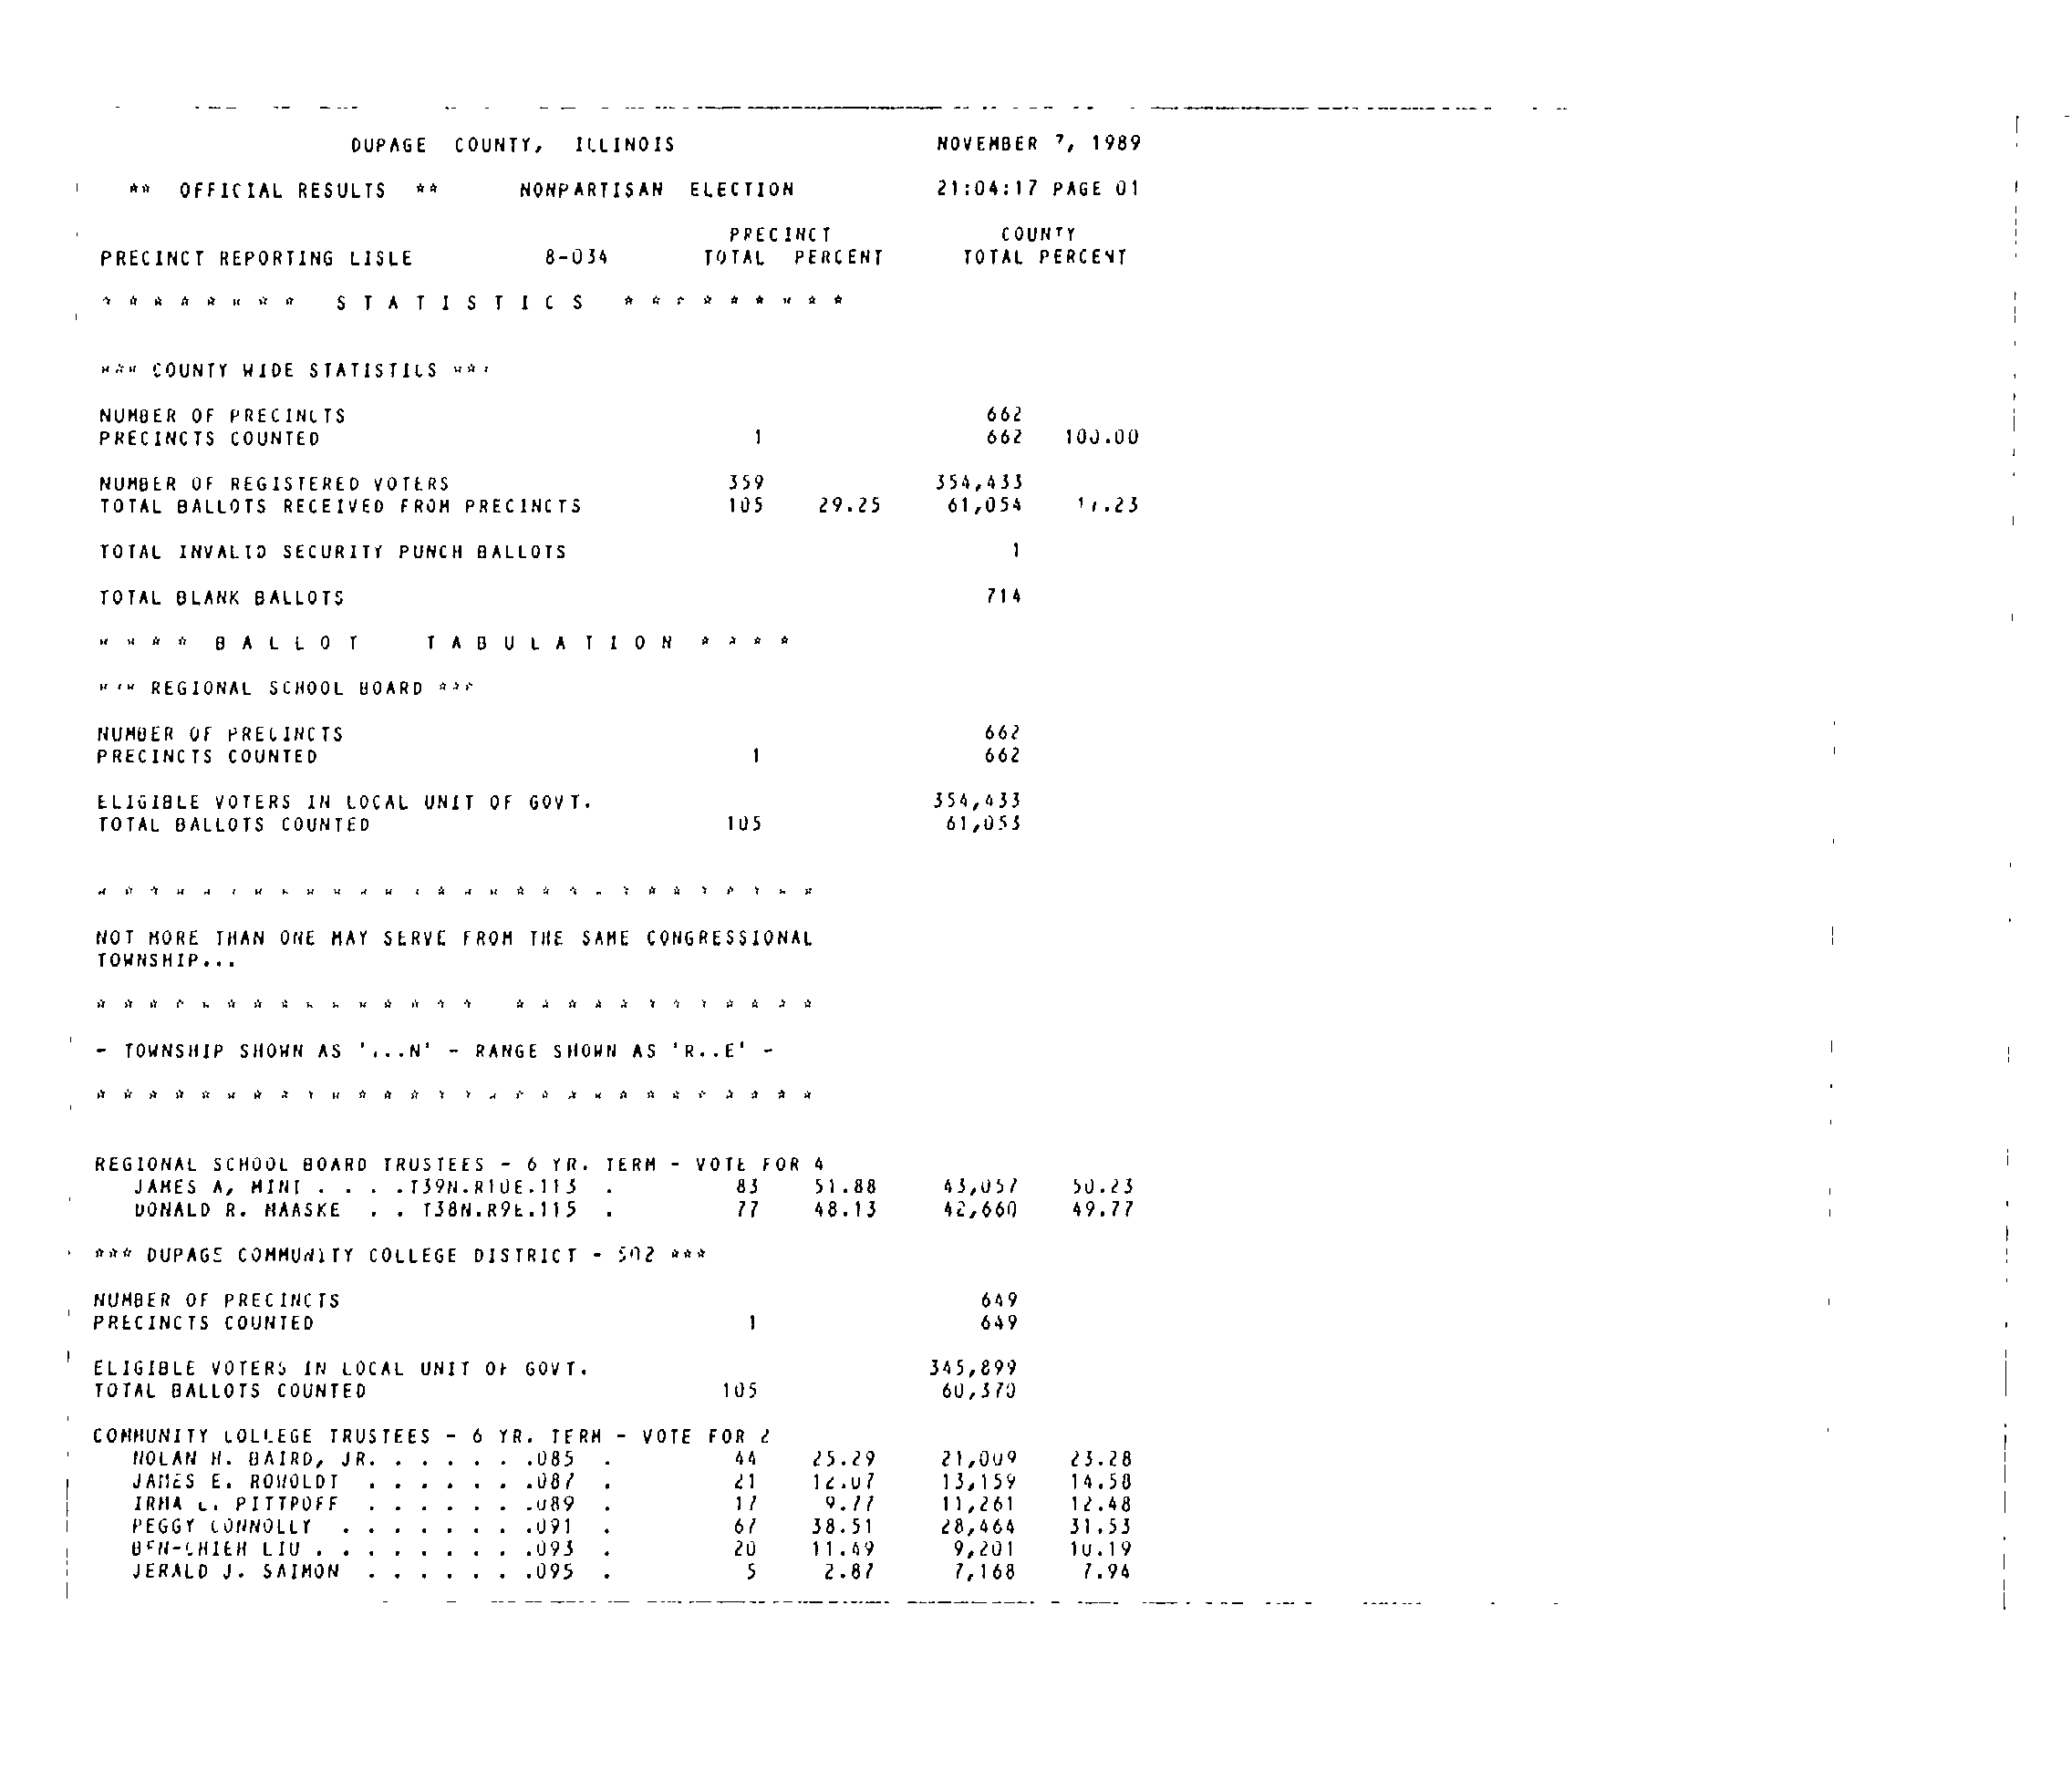 DUPAGE COUNTY, ILLINOIS NOVEMBER 7, 1989
** OFFICIAL RESULTS ** NONPARTISAN ELECTION 21:04:17 PAGE 01
PRECINCT COUNTY
PRECINCT REPORTING LISLE 8-034 TOTAL PERCENT TOTAL PERCENT
* * * * * * * * S T A T I S T I C S * * * * * * * * *
*** COUNTY WIDE STATISTICS ***
NUMBER OF PRECINCTS 662
PRECINCTS COUNTED 1 662 100.00
NUMBER OF REGISTERED VOTERS 359 354,433
TOTAL BALLOTS RECEIVED FROM PRECINCTS 105 29.25 61,054 17.23
TOTAL INVALID SECURITY PUNCH BALLOTS 1
TOTAL BLANK BALLOTS 714
* * * * B A L L O T T A B U L A T I O N * * * *
*** REGIONAL SCHOOL BOARD ***
NUMBER OF PRECINCTS 662
PRECINCTS COUNTED 1 662
ELIGIBLE VOTERS IN LOCAL UNIT OF GOVT. 354,433
TOTAL BALLOTS COUNTED 105 61,053
* * * * * * * * * * * * * * * * * * * * * * * * * * * *
NOT MORE THAN ONE MAY SERVE FROM THE SAME CONGRESSIONAL
TOWNSHIP...
* * * * * * * * * * * * * * * * * * * * * * * * * * *
- TOWNSHIP SHOWN AS 'T..N' - RANGE SHOWN AS 'R..E' -
* * * * * * * * * * * * * * * * * * * * * * * * * * * *
REGIONAL SCHOOL BOARD TRUSTEES - 6 YR. TERM - VOTE FOR 4
JAMES A, MINI . . . .T39N.R10E.113 . 83 51.88 43,057 50.23
DONALD R. MAASKE . . T38N.R9E.115 . 77 48.13 42,660 49.77
*** DUPAGE COMMUNITY COLLEGE DISTRICT - 502 ***
NUMBER OF PRECINCTS 649
PRECINCTS COUNTED 1 649
ELIGIBLE VOTERS IN LOCAL UNIT OF GOVT. 345,899
TOTAL BALLOTS COUNTED 105 60,370
COMMUNITY COLLEGE TRUSTEES - 6 YR. TERM - VOTE FOR 2
NOLAN H. BAIRD, JR. . . . . . .085 . 44 25.29 21,009 23.28
JAMES E. ROWOLDT . . . . . . .087 . 21 12.07 13,159 14.58
IRMA . . . . . . .089 . 17 9.77 11,261 12.48
PEGGY CONNOLLY . . . . . . . .091 . 67 38.51 28,464 31.53
BEN-CHIEH LIU . . . . . . . . .093 . 20 11.49 9,201 10.19
JERALD J. SAIMON . . . . . . .095 . 5 2.87 7,168 7.94